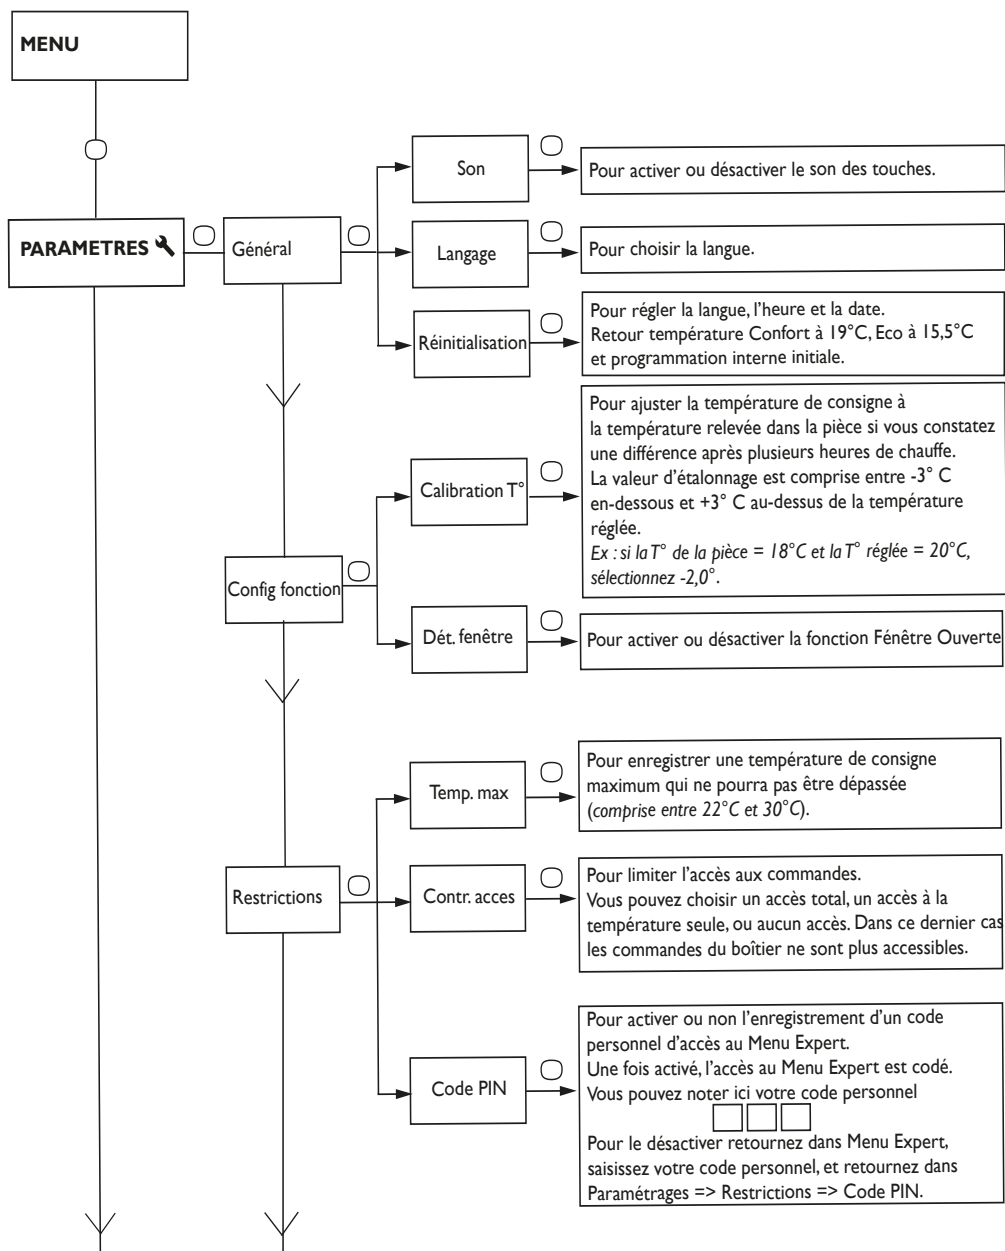 MENU
Son
Pour activer ou désactiver le son des touches.
PARAMETRES
Général
Langage
Pour choisir la langue.
Réinitialisation
Pour régler la langue, l'heure et la date.
Retour température Confort à 19°C, Eco à 15,5°C
et programmation interne initiale.
Calibration T°
Pour ajuster la température de consigne à
la température relevée dans la pièce si vous constatez
une différence après plusieurs heures de chauffe.
La valeur d'étalonnage est comprise entre -3° C
en-dessous et +3° C au-dessus de la température
réglée.
Ex : si la T° de la pièce = 18°C et la T° réglée = 20°C,
sélectionnez -2,0°.
Config fonction
Dét. fenêtre
Pour activer ou désactiver la fonction Fénêtre Ouverte
Temp. max
Pour enregistrer une température de consigne
maximum qui ne pourra pas être dépassée
(comprise entre 22°C et 30°C).
Restrictions
Contr. acces
Pour limiter l'accès aux commandes.
Vous pouvez choisir un accès total, un accès à la
température seule, ou aucun accès. Dans ce dernier cas
les commandes du boîtier ne sont plus accessibles.
Code PIN
Pour activer ou non l'enregistrement d'un code
personnel d'accès au Menu Expert.
Une fois activé, l'accès au Menu Expert est codé.
Vous pouvez noter ici votre code personnel
Pour le désactiver retournez dans Menu Expert,
saisissez votre code personnel, et retournez dans
Paramétrages => Restrictions => Code PIN.